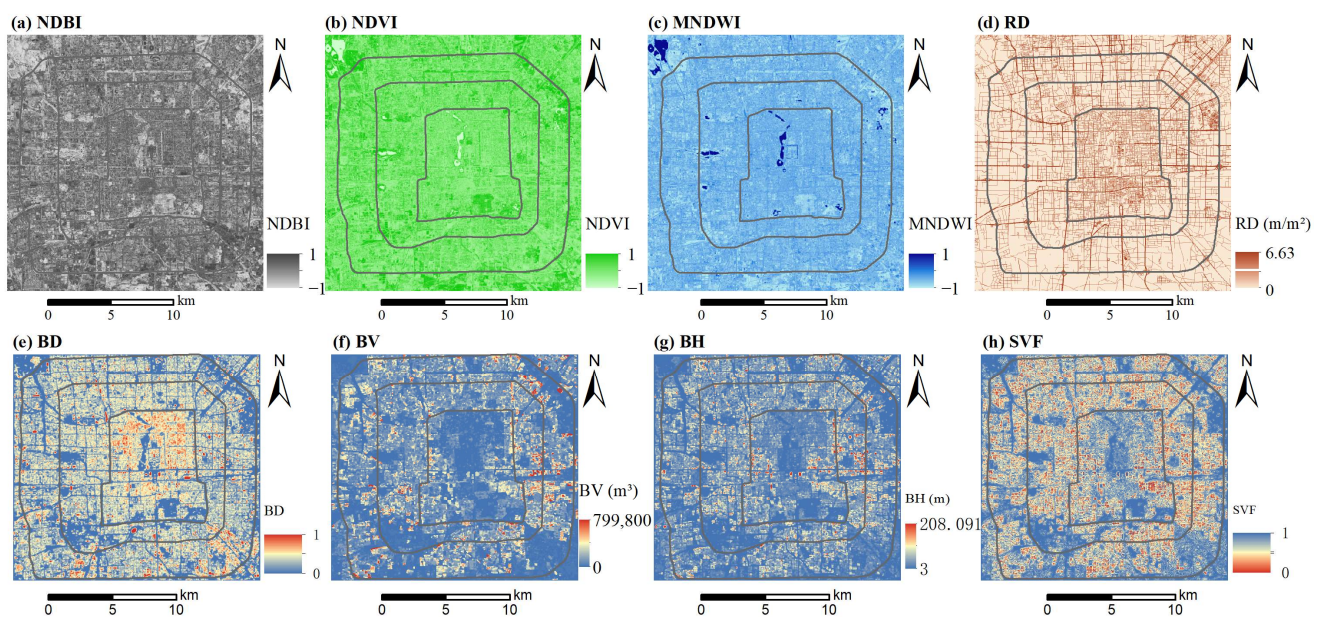 (a) NDBI
N
NDBI
1
−1
km
0 5 10
(b) NDVI
N
NDVI
1
−1
km
0 5 10
(c) MNDWI
N
MNDWI
1
−1
km
0 5 10
(d) RD
N
RD (m/m²)
6.63
0
km
0 5 10
(e) BD
N
BD
1
0
km
0 5 10
(f) BV
N
BV (m³)
799,800
0
km
0 5 10
(g) BH
N
BH (m)
208.091
3
km
0 5 10
(h) SVF
N
SVF
1
0
km
0 5 10